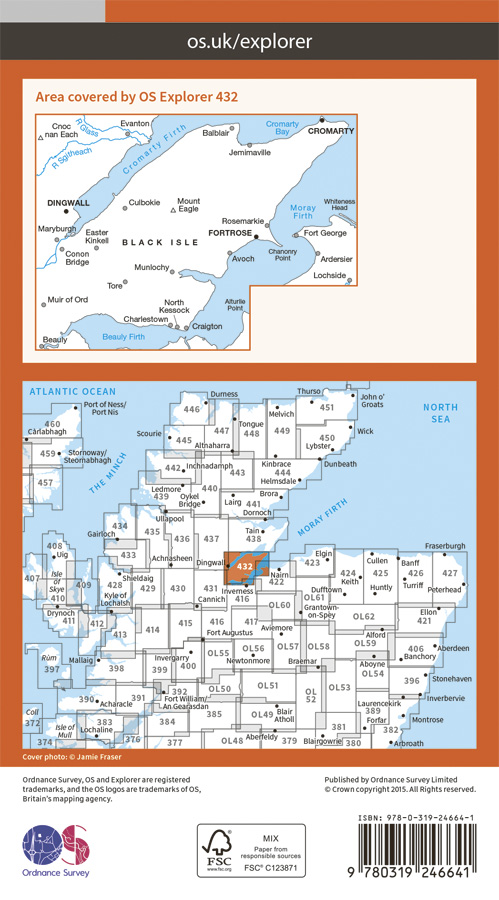 os.uk/explorer
Area covered by OS Explorer 432
Cnoc
nan Each
R Glass
R Sgitheach
Evanton
Cromarty Firth
Balblair
Cromarty
Bay
CROMARTY
Jemimaville
DINGWALL
Culbokie
Mount
Eagle
Moray
Firth
Whiteness
Head
Maryburgh
Easter
Kinkell
Rosemarkie
BLACK ISLE
FORTROSE
Fort George
Conon
Bridge
Chanonry
Point
Avoch
Ardersier
Munlochy
Lochside
Tore
Muir of Ord
North
Kessock
Alturlie
Point
Charlestown
Craigton
Beauly
Beauly Firth
ATLANTIC OCEAN
Port of Ness/
Port Nis
Durness
Thurso
John o'
Groats
NORTH
SEA
446
451
Melvich
460
Càrlabhagh
Scourie
447
Tongue
448
449
Wick
445
450
459
Stornoway/
Steòrnabhagh
Altnaharra
Lybster
THE MINCH
442
Inchnadamph
443
Kinbrace
444
Dunbeath
457
Helmsdale
Ledmore
439
440
Oykel
Bridge
Lairg
Brora
441
Ullapool
Dornoch
MORAY FIRTH
434
Tain
438
Gairloch
435
436
437
408
Uig
433
Achnasheen
Dingwall
432
Elgin
423
Cullen
Banff
Fraserburgh
407
Isle
of
Skye
410
409
Shieldaig
Nairn
422
424
Keith
425
426
Turriff
427
428
429
430
431
Inverness
OL61
Dufftown
Huntly
Peterhead
Kyle of
Lochalsh
Cannich
416
OL60
Grantown-
on-Spey
Ellon
Drynoch
411
412
413
414
415
416
417
Aviemore
OL62
421
Fort Augustus
Alford
Rùm
397
Mallaig
398
Invergarry
399
400
OL55
OL56
Newtonmore
OL57
OL58
Braemar
OL59
Aboyne
OL54
406
Banchory
Aberdeen
396
Stonehaven
390
Acharacle
391
392
Fort William/
An Gearasdan
OL50
OL51
OL
52
OL53
Inverbervie
Laurencekirk
389
Coll
372
Isle of
Mull
383
Lochaline
384
385
OL49
Blair
Atholl
Forfar
Montrose
374
376
377
OL48
Aberfeldy
379
Blairgowrie
381
380
382
Arbroath
Cover photo: © Jamie Fraser
Ordnance Survey, OS and Explorer are registered
trademarks, and the OS logos are trademarks of OS,
Britain's mapping agency.
Published by Ordnance Survey Limited
© Crown copyright 2015. All Rights reserved.
OS
Ordnance Survey
FSC
www.fsc.org
MIX
Paper from
responsible sources
FSC® C123871
ISBN: 978-0-319-24664-1
9 780319 246641